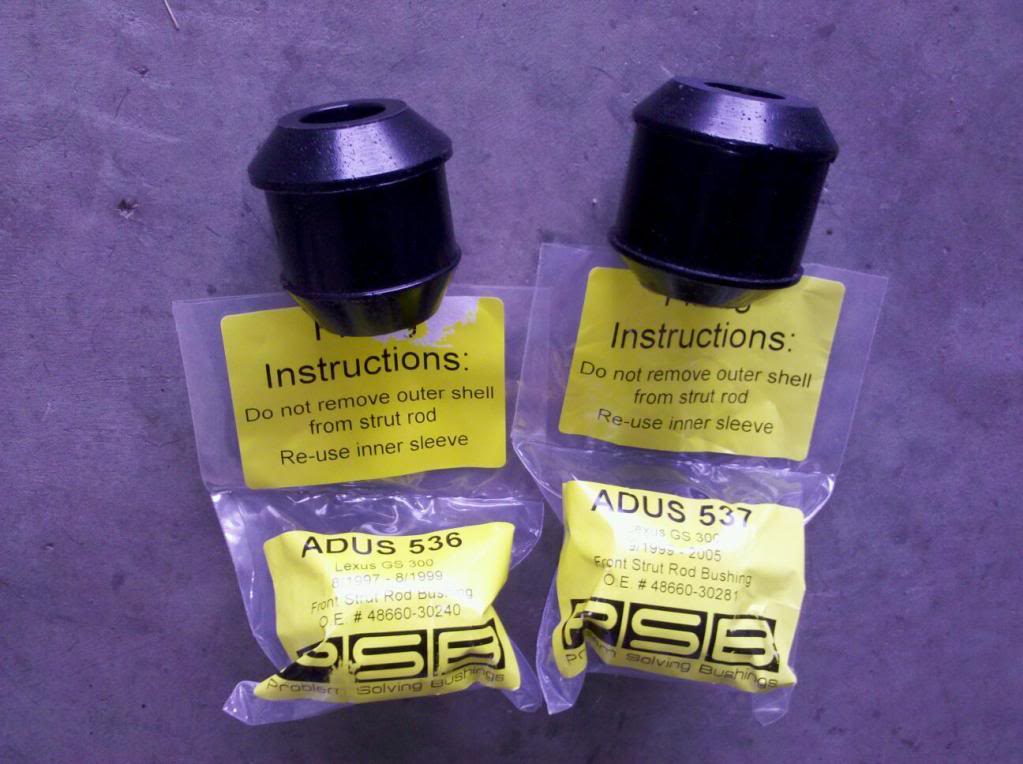 Instructions:
Do not remove outer shell
from strut rod
Re-use inner sleeve
ADUS 536
Lexus GS 300
8/1997 - 8/1999
Front Strut Rod Bushing
O.E. # 48660-30240
PSB
Problem Solving Bushings
Instructions:
Do not remove outer shell
from strut rod
Re-use inner sleeve
ADUS 537
Lexus GS 300
9/1999 - 2005
Front Strut Rod Bushing
O.E. # 48660-30281
PSB
Problem Solving Bushings